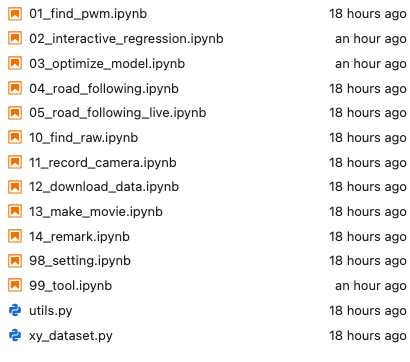 01_find_pwm.ipynb 18 hours ago
02_interactive_regression.ipynb an hour ago
03_optimize_model.ipynb an hour ago
04_road_following.ipynb 18 hours ago
05_road_following_live.ipynb 18 hours ago
10_find_raw.ipynb 18 hours ago
11_record_camera.ipynb 18 hours ago
12_download_data.ipynb 18 hours ago
13_make_movie.ipynb 18 hours ago
14_remark.ipynb 18 hours ago
98_setting.ipynb 18 hours ago
99_tool.ipynb an hour ago
utils.py 18 hours ago
xy_dataset.py 18 hours ago